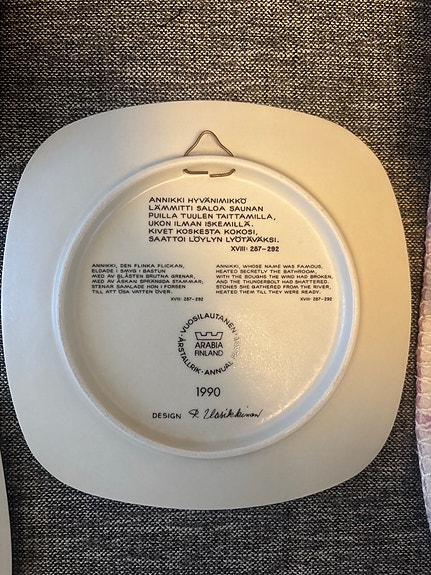 ANNIKKI HYVÄNIMIKKÖ
LÄMMITTI SALOA SAUNAN
PUILLA TUULEN TAITTAMILLA,
UKON ILMAN ISKEMILLÄ.
KIVET KOSKESTA KOKOSI,
SAATTOI LÖYLYN LYÖTÄVÄKSI.
XVIII: 287-292
ANNIKKI, DEN FLINKA FLICKAN,
ELDADE I SMYG I BASTUN
MED AV BLÅSTEN BRUTNA GRENAR,
MED AV ÅSKAN SPRÄNGDA STAMMAR;
STENAR SAMLADE HON I FORSEN
TILL ATT ÖSA VATTEN ÖVER.
XVIII: 287-292
ANNIKKI, WHOSE NAME WAS FAMOUS,
HEATED SECRETLY THE BATHROOM,
WITH THE BOUGHS THE WIND HAD BROKEN,
AND THE THUNDERBOLT HAD SHATTERED.
STONES SHE GATHERED FROM THE RIVER,
HEATED THEM TILL THEY WERE READY.
XVIII: 287-292
VUOSILAUTANEN
ÅRSTALLRIK · ANNUAL
ARABIA
FINLAND
1990
DESIGN R. Uosikkinen